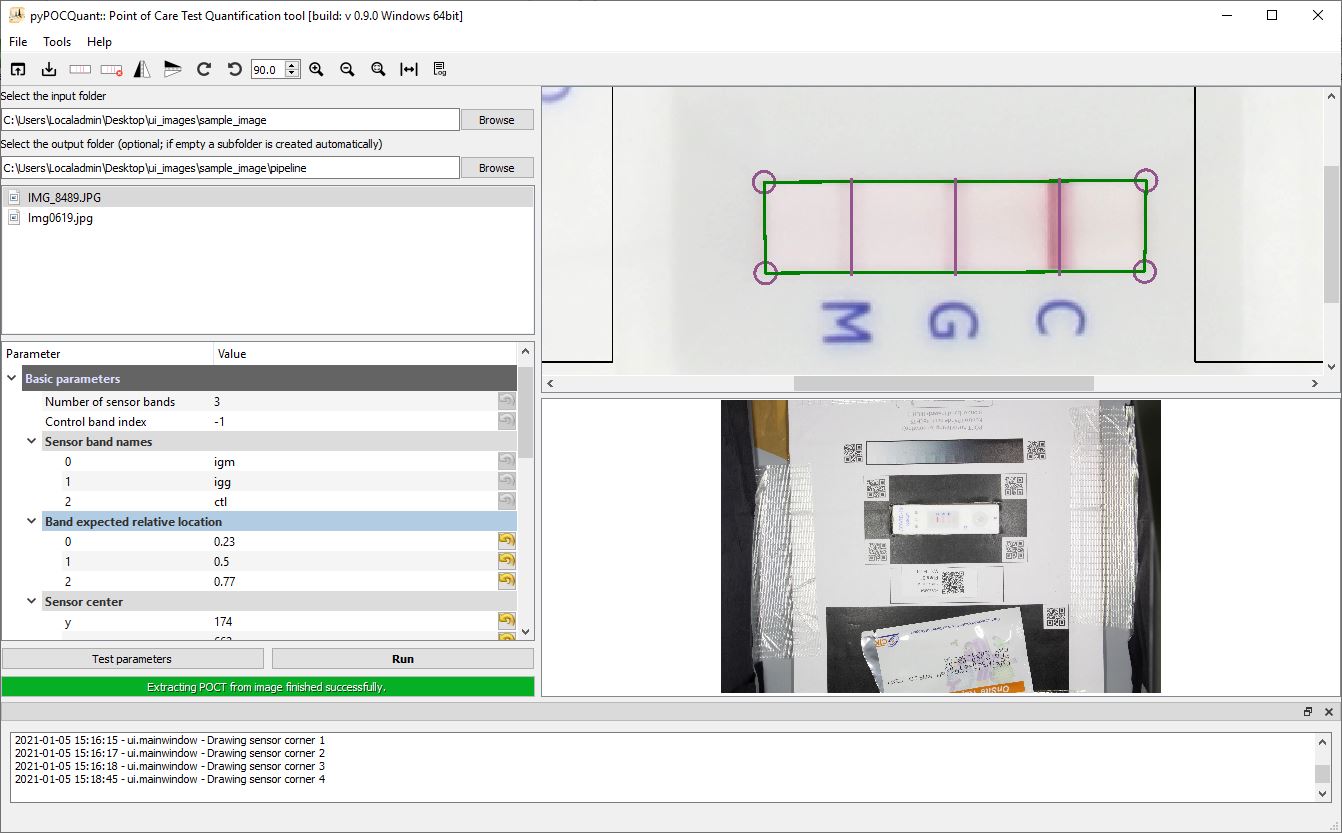 pyPOCQuant:: Point of Care Test Quantification tool [build: v 0.9.0 Windows 64bit]
File Tools Help
90.0
Log
Select the input folder
C:\Users\Localadmin\Desktop\ui_images\sample_image Browse
Select the output folder (optional; if empty a subfolder is created automatically)
C:\Users\Localadmin\Desktop\ui_images\sample_image\pipeline Browse
IMG_8489.JPG
Img0619.jpg
Parameter Value
Basic parameters
Number of sensor bands 3
Control band index -1
Sensor band names
0 igm
1 igg
2 ctl
Band expected relative location
0 0.23
1 0.5
2 0.77
Sensor center
y 174
Test parameters Run
Extracting POCT from image finished successfully.
M G C
2021-01-05 15:16:15 - ui.mainwindow - Drawing sensor corner 1
2021-01-05 15:16:17 - ui.mainwindow - Drawing sensor corner 2
2021-01-05 15:16:18 - ui.mainwindow - Drawing sensor corner 3
2021-01-05 15:18:45 - ui.mainwindow - Drawing sensor corner 4